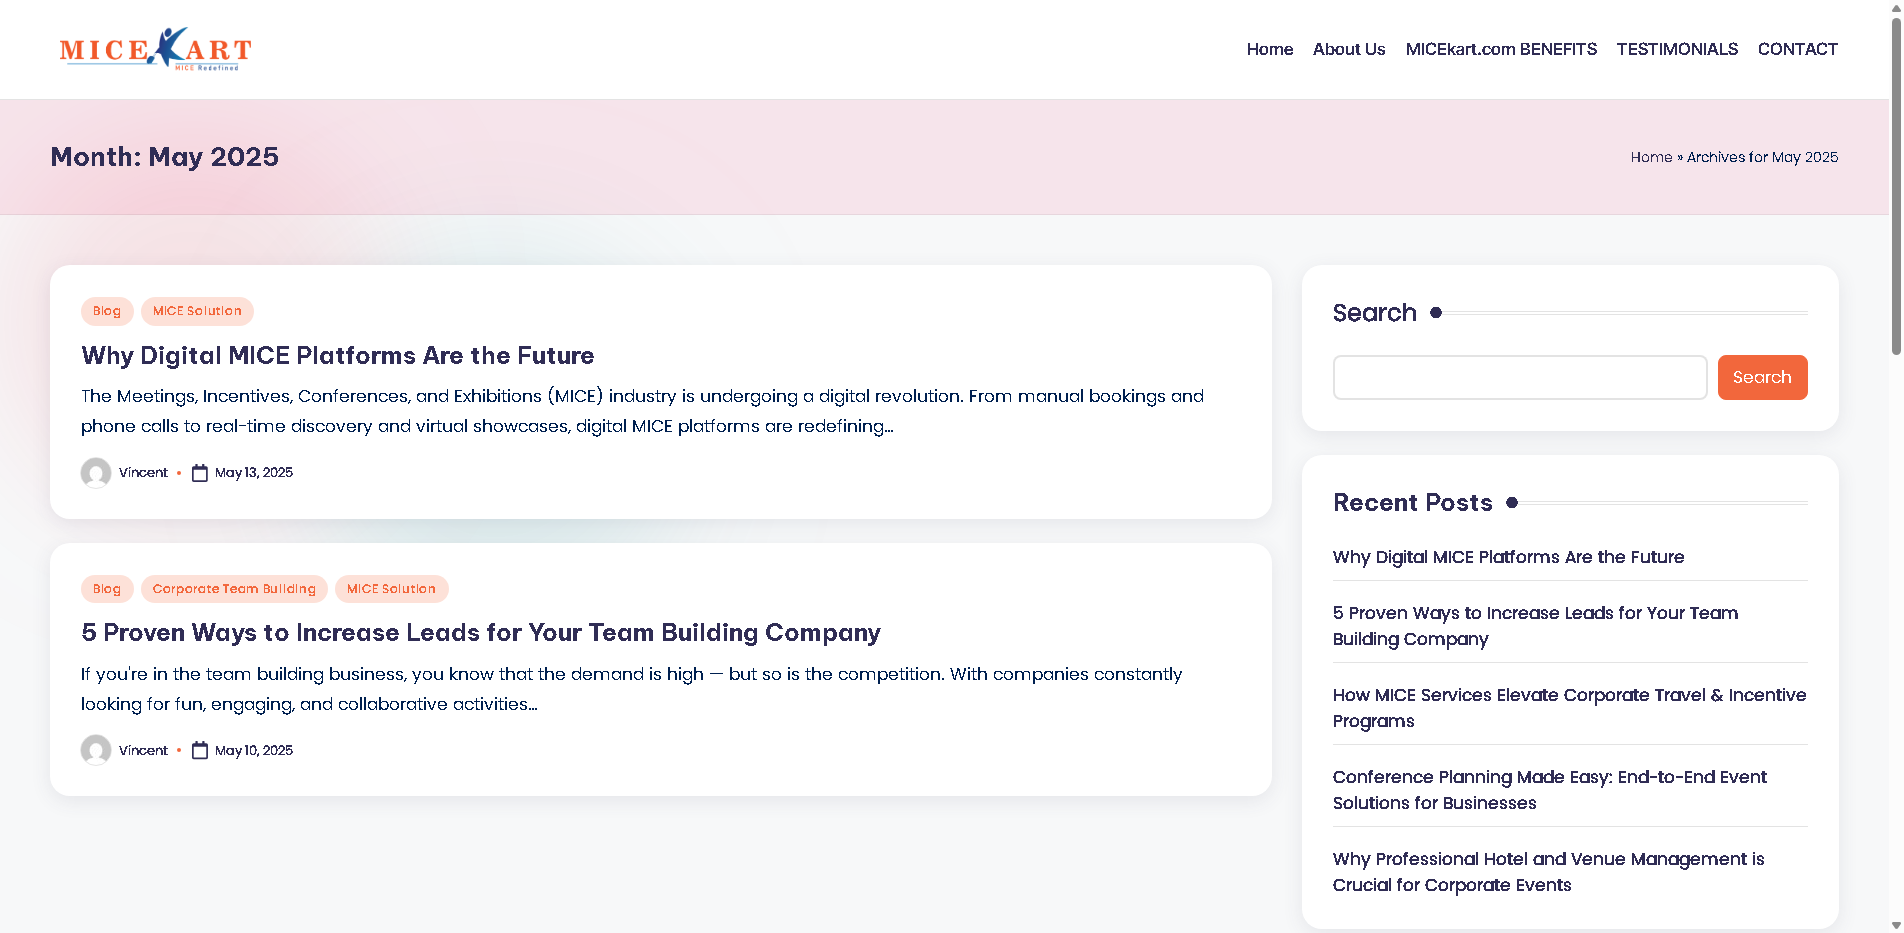 MICEKART
MICE Redefined
Home About Us MICEkart.com BENEFITS TESTIMONIALS CONTACT
Month: May 2025
Home » Archives for May 2025
Blog MICE Solution
Why Digital MICE Platforms Are the Future
The Meetings, Incentives, Conferences, and Exhibitions (MICE) industry is undergoing a digital revolution. From manual bookings and
phone calls to real-time discovery and virtual showcases, digital MICE platforms are redefining…
Vincent • May 13, 2025
Blog Corporate Team Building MICE Solution
5 Proven Ways to Increase Leads for Your Team Building Company
If you're in the team building business, you know that the demand is high — but so is the competition. With companies constantly
looking for fun, engaging, and collaborative activities…
Vincent • May 10, 2025
Search
Search
Recent Posts
Why Digital MICE Platforms Are the Future
5 Proven Ways to Increase Leads for Your Team
Building Company
How MICE Services Elevate Corporate Travel & Incentive
Programs
Conference Planning Made Easy: End-to-End Event
Solutions for Businesses
Why Professional Hotel and Venue Management is
Crucial for Corporate Events